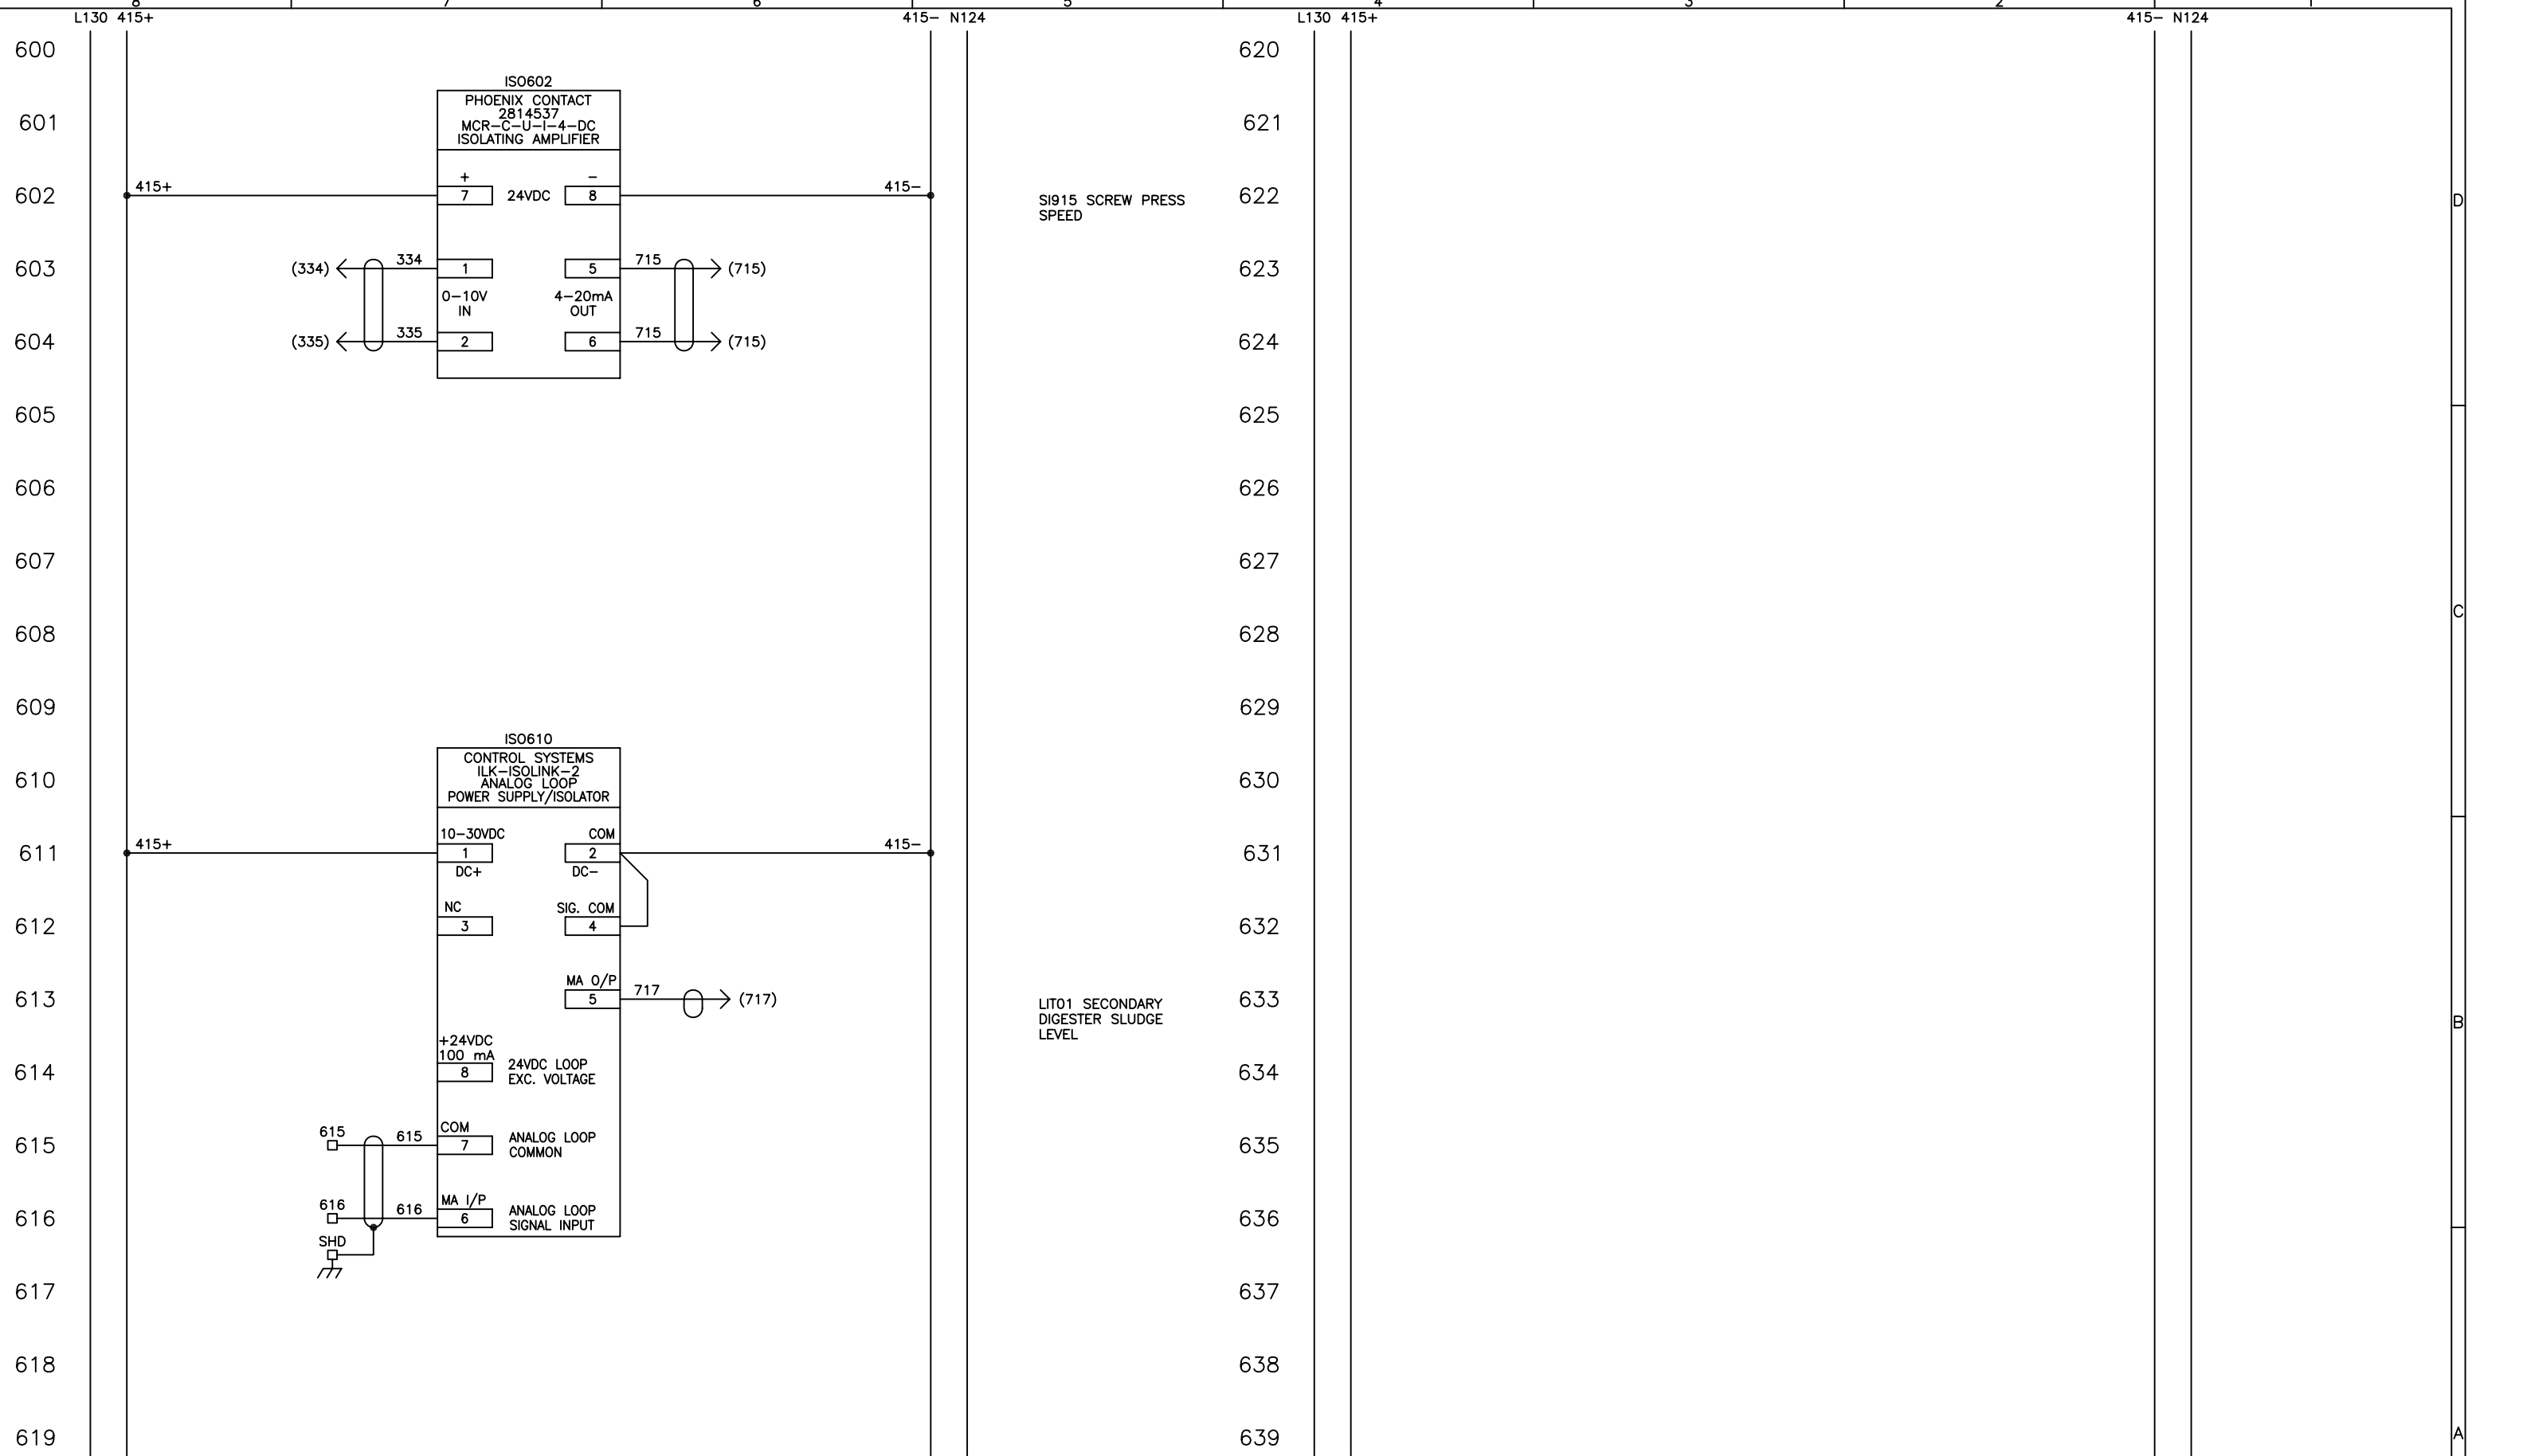 8 7 6 5 4 3 2
L130 415+ 415- N124 L130 415+ 415- N124
600 620
ISO602
PHOENIX CONTACT
2814537
MCR-C-U-I-4-DC
ISOLATING AMPLIFIER
601 621
+ -
415+ 7 24VDC 8 415-
602 622
SI915 SCREW PRESS
SPEED
D
603 (334) 334 1 5 715 (715) 623
0-10V
IN
4-20mA
OUT
604 (335) 335 2 6 715 (715) 624
605 625
606 626
607 627
C
608 628
609 629
ISO610
CONTROL SYSTEMS
ILK-ISOLINK-2
ANALOG LOOP
POWER SUPPLY/ISOLATOR
610 630
10-30VDC COM
611 415+ 1 2 415- 631
DC+ DC-
NC SIG. COM
612 3 4 632
MA O/P
613 5 717 (717) 633
LIT01 SECONDARY
DIGESTER SLUDGE
LEVEL
B
+24VDC
100 mA
614 8 634
24VDC LOOP
EXC. VOLTAGE
COM
615 615 615 7 635
ANALOG LOOP
COMMON
MA I/P
616 616 616 6 636
ANALOG LOOP
SIGNAL INPUT
SHD
617 637
618 638
619 639
A